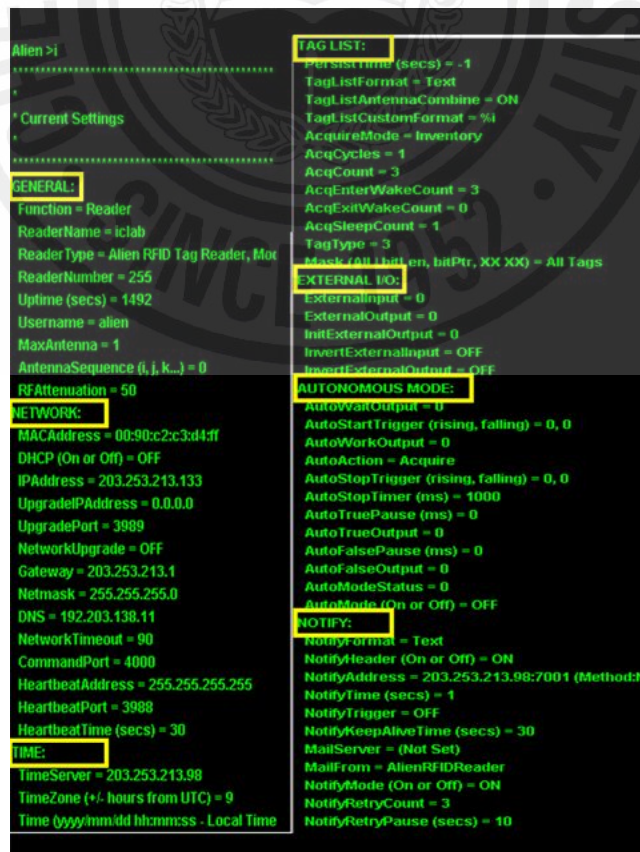 Alien >i
**********************************
*
* Current Settings
*
**********************************
GENERAL:
Function = Reader
ReaderName = iclab
ReaderType = Alien RFID Tag Reader, Mod
ReaderNumber = 255
Uptime (secs) = 1492
Username = alien
MaxAntenna = 1
AntennaSequence (i, j, k...) = 0
RFAttenuation = 50
NETWORK:
MACAddress = 00:90:c2:c3:d4:ff
DHCP (On or Off) = OFF
IPAddress = 203.253.213.133
UpgradeIPAddress = 0.0.0.0
UpgradePort = 3989
NetworkUpgrade = OFF
Gateway = 203.253.213.1
Netmask = 255.255.255.0
DNS = 192.203.138.11
NetworkTimeout = 90
CommandPort = 4000
HeartbeatAddress = 255.255.255.255
HeartbeatPort = 3988
HeartbeatTime (secs) = 30
TIME:
TimeServer = 203.253.213.98
TimeZone (+/- hours from UTC) = 9
Time (yyyy/mm/dd hh:mm:ss - Local Time
TAG LIST:
PersistTime (secs) = -1
TagListFormat = Text
TagListAntennaCombine = ON
TagListCustomFormat = %i
AcquireMode = Inventory
AcqCycles = 1
AcqCount = 3
AcqEnterWakeCount = 3
AcqExitWakeCount = 0
AcqSleepCount = 1
TagType = 3
Mask (All | bitLen, bitPtr, XX XX) = All Tags
EXTERNAL I/O:
ExternalInput = 0
ExternalOutput = 0
InitExternalOutput = 0
InvertExternalInput = OFF
InvertExternalOutput = OFF
AUTONOMOUS MODE:
AutoWaitOutput = 0
AutoStartTrigger (rising, falling) = 0, 0
AutoWorkOutput = 0
AutoAction = Acquire
AutoStopTrigger (rising, falling) = 0, 0
AutoStopTimer (ms) = 1000
AutoTruePause (ms) = 0
AutoTrueOutput = 0
AutoFalsePause (ms) = 0
AutoFalseOutput = 0
AutoModeStatus = 0
AutoMode (On or Off) = OFF
NOTIFY:
NotifyFormat = Text
NotifyHeader (On or Off) = ON
NotifyAddress = 203.253.213.98:7001 (Method:N
NotifyTime (secs) = 1
NotifyTrigger = OFF
NotifyKeepAliveTime (secs) = 30
MailServer = (Not Set)
MailFrom = AlienRFIDReader
NotifyMode (On or Off) = ON
NotifyRetryCount = 3
NotifyRetryPause (secs) = 10
SINCE 1952